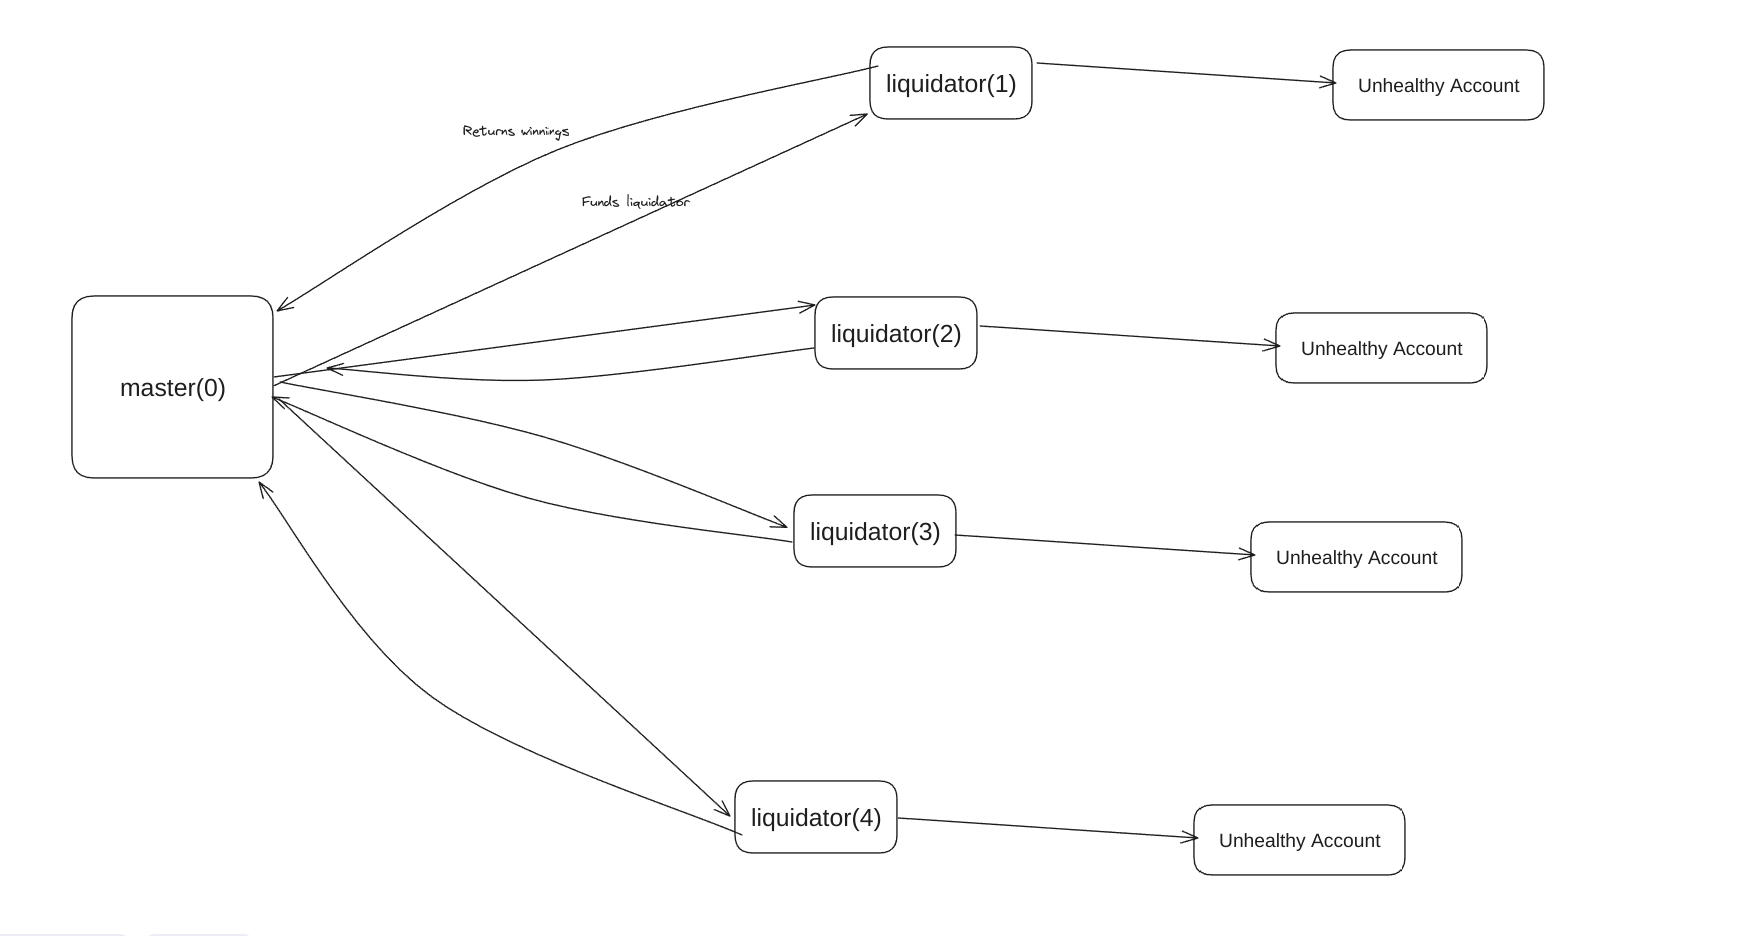 liquidator(1)
Unhealthy Account
Returns winnings
Funds liquidator
liquidator(2)
Unhealthy Account
master(0)
liquidator(3)
Unhealthy Account
liquidator(4)
Unhealthy Account